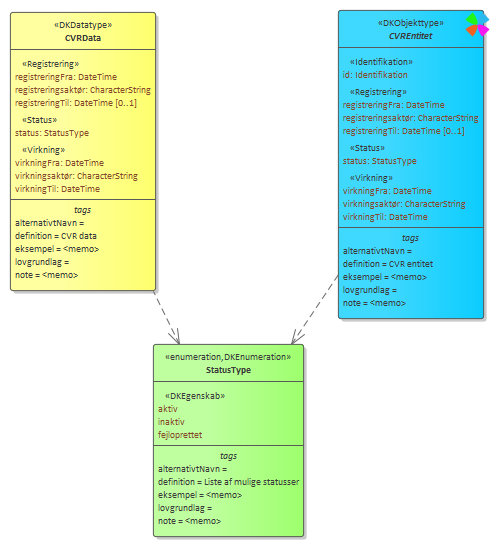 «DKDatatype»
CVRData
«Registrering»
registreringFra: DateTime
registreringsaktør: CharacterString
registreringTil: DateTime [0..1]
«Status»
status: StatusType
«Virkning»
virkningFra: DateTime
virkningsaktør: CharacterString
virkningTil: DateTime
tags
alternativtNavn =
definition = CVR data
eksempel = <memo>
lovgrundlag =
note = <memo>
«DKObjekttype»
CVREntitet
«Identifikation»
id: Identifikation
«Registrering»
registreringFra: DateTime
registreringsaktør: CharacterString
registreringTil: DateTime [0..1]
«Status»
status: StatusType
«Virkning»
virkningFra: DateTime
virkningsaktør: CharacterString
virkningTil: DateTime
tags
alternativtNavn =
definition = CVR entitet
eksempel = <memo>
lovgrundlag =
note = <memo>
«enumeration,DKEnumeration»
StatusType
«DKEgenskab»
aktiv
inaktiv
fejloprettet
tags
alternativtNavn =
definition = Liste af mulige statusser
eksempel = <memo>
lovgrundlag =
note = <memo>